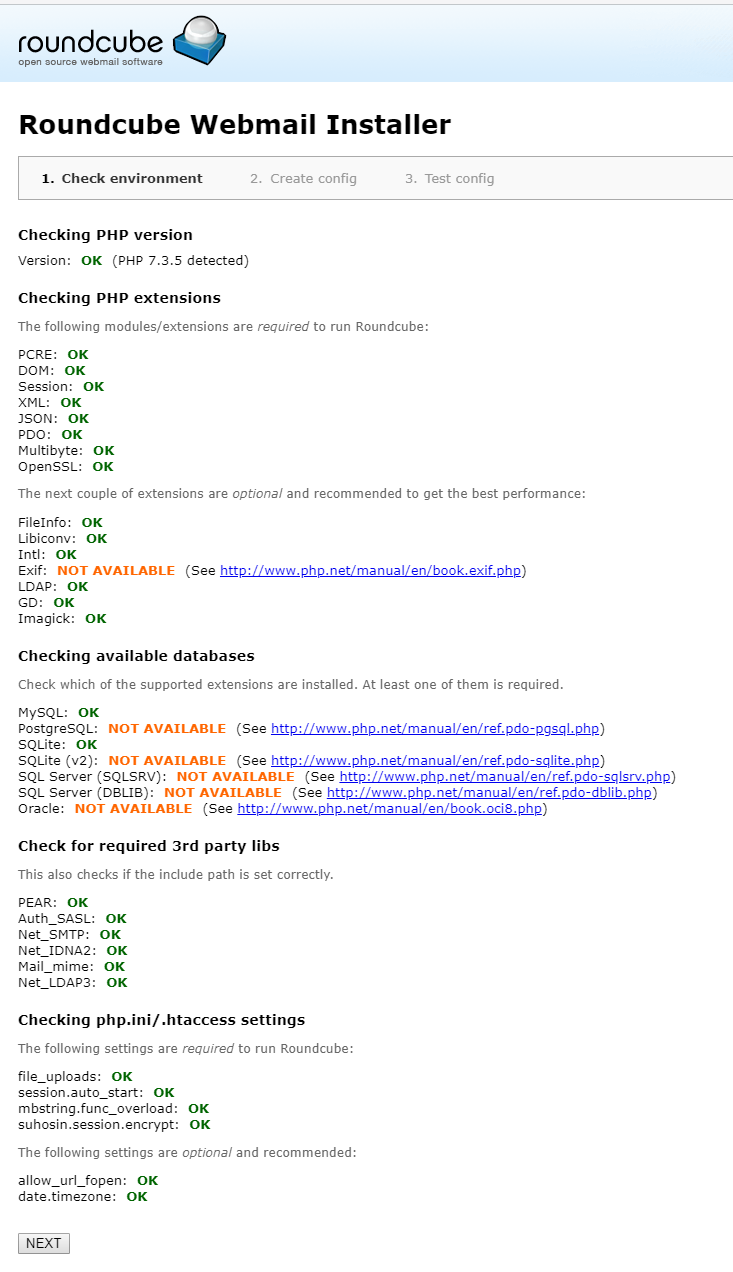 roundcube
open source webmail software
Roundcube Webmail Installer
1. Check environment 2. Create config 3. Test config
Checking PHP version
Version: OK (PHP 7.3.5 detected)
Checking PHP extensions
The following modules/extensions are required to run Roundcube:
PCRE: OK
DOM: OK
Session: OK
XML: OK
JSON: OK
PDO: OK
Multibyte: OK
OpenSSL: OK
The next couple of extensions are optional and recommended to get the best performance:
FileInfo: OK
Libiconv: OK
Intl: OK
Exif: NOT AVAILABLE (See http://www.php.net/manual/en/book.exif.php)
LDAP: OK
GD: OK
Imagick: OK
Checking available databases
Check which of the supported extensions are installed. At least one of them is required.
MySQL: OK
PostgreSQL: NOT AVAILABLE (See http://www.php.net/manual/en/ref.pdo-pgsql.php)
SQLite: OK
SQLite (v2): NOT AVAILABLE (See http://www.php.net/manual/en/ref.pdo-sqlite.php)
SQL Server (SQLSRV): NOT AVAILABLE (See http://www.php.net/manual/en/ref.pdo-sqlsrv.php)
SQL Server (DBLIB): NOT AVAILABLE (See http://www.php.net/manual/en/ref.pdo-dblib.php)
Oracle: NOT AVAILABLE (See http://www.php.net/manual/en/book.oci8.php)
Check for required 3rd party libs
This also checks if the include path is set correctly.
PEAR: OK
Auth_SASL: OK
Net_SMTP: OK
Net_IDNA2: OK
Mail_mime: OK
Net_LDAP3: OK
Checking php.ini/.htaccess settings
The following settings are required to run Roundcube:
file_uploads: OK
session.auto_start: OK
mbstring.func_overload: OK
suhosin.session.encrypt: OK
The following settings are optional and recommended:
allow_url_fopen: OK
date.timezone: OK
NEXT